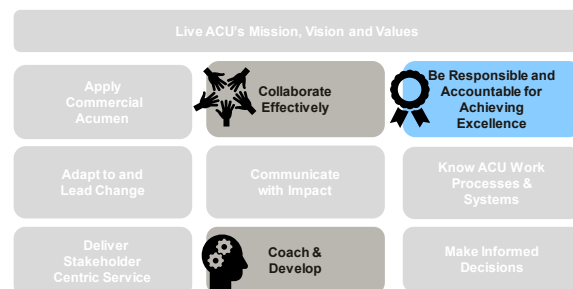 Live ACU's Mission, Vision and Values
Apply
Commercial
Acumen
Collaborate
Effectively
Be Responsible and
Accountable for
Achieving
Excellence
Adapt to and
Lead Change
Communicate
with Impact
Know ACU Work
Processes &
Systems
Deliver
Stakeholder
Centric Service
Coach &
Develop
Make Informed
Decisions